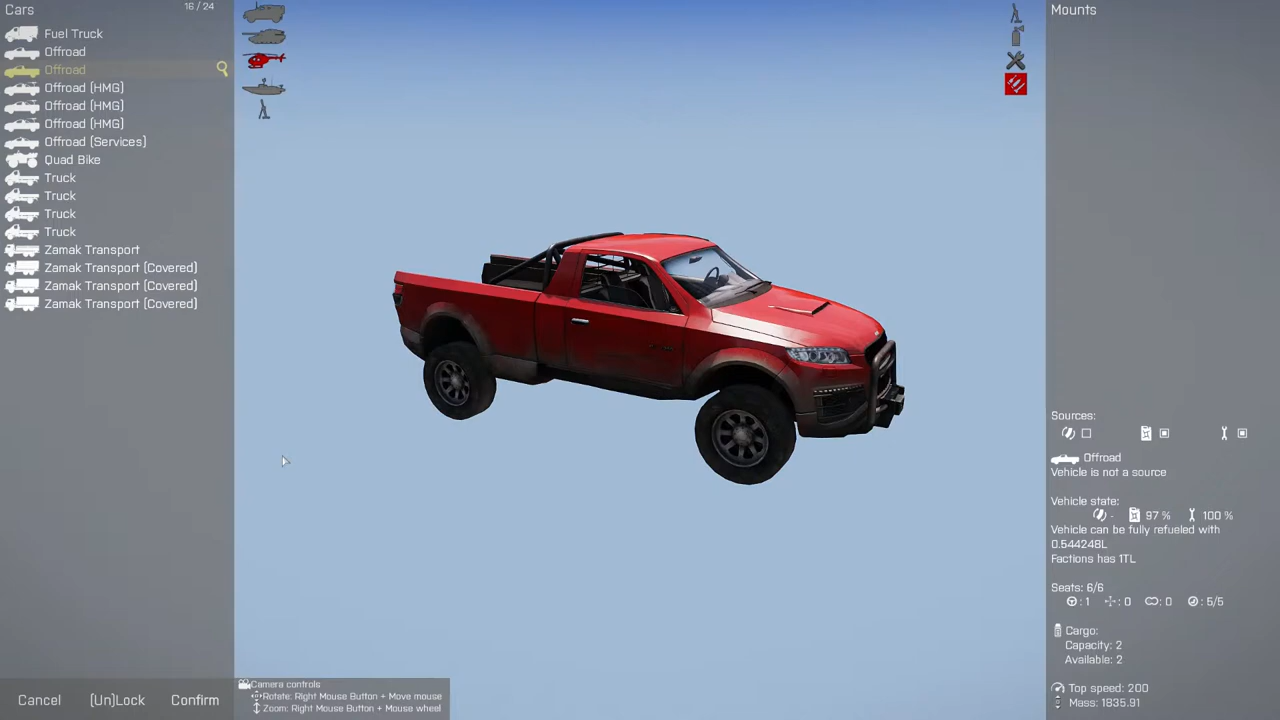 Cars
16 / 24
Fuel Truck
Offroad
Offroad
Offroad (HMG)
Offroad (HMG)
Offroad (HMG)
Offroad (Services)
Quad Bike
Truck
Truck
Truck
Truck
Zamak Transport
Zamak Transport (Covered)
Zamak Transport (Covered)
Zamak Transport (Covered)
Cancel
(Un)Lock
Confirm
Camera controls
Rotate: Right Mouse Button + Move mouse
Zoom: Right Mouse Button + Mouse wheel
Mounts
Sources:
Offroad
Vehicle is not a source
Vehicle state:
- 97 % 100 %
Vehicle can be fully refueled with
0.544248L
Factions has 1TL
Seats: 6/6
: 1 : 0 : 0 : 5/5
Cargo:
Capacity: 2
Available: 2
Top speed: 200
Mass: 1835.91